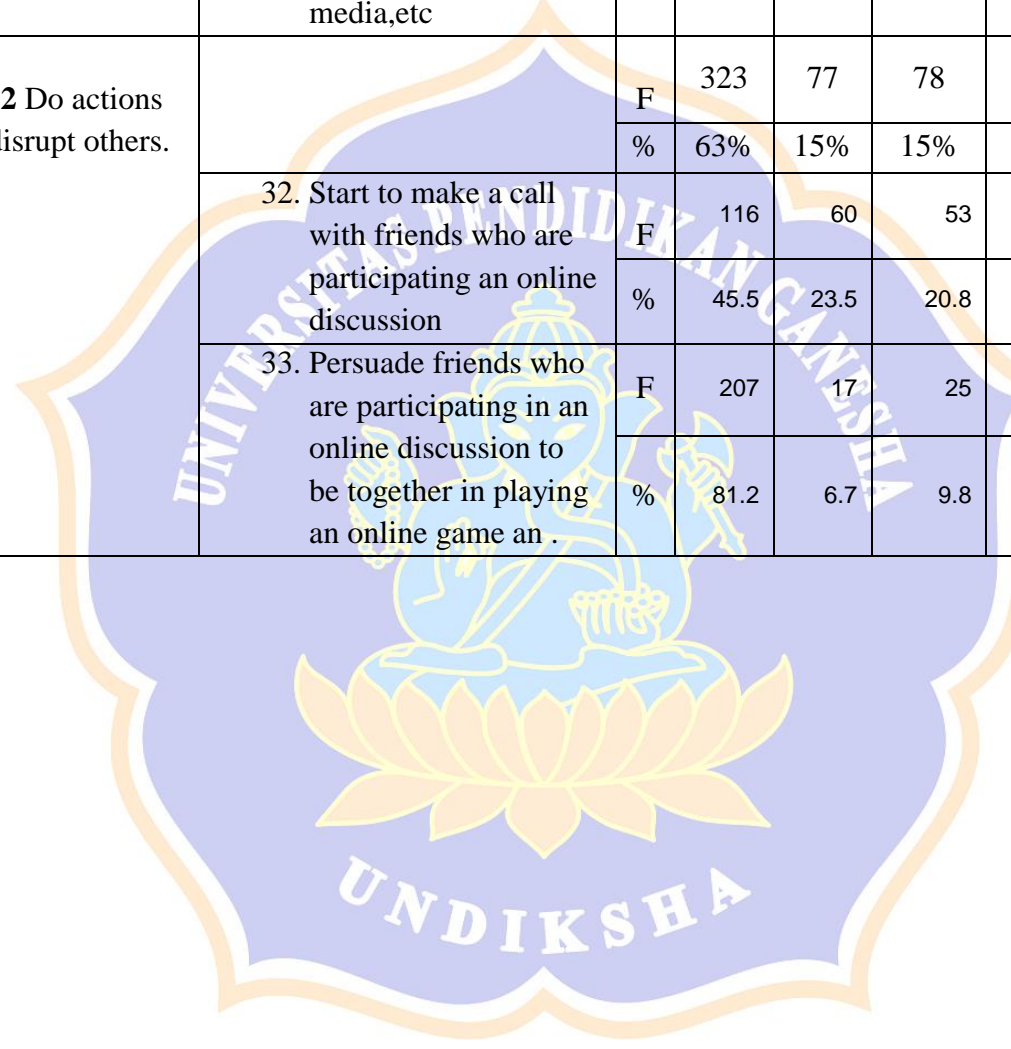 media,etc
2 Do actions
disrupt others.
F 323 77 78
% 63% 15% 15%
32. Start to make a call
with friends who are
participating an online
discussion
F 116 60 53
% 45.5 23.5 20.8
33. Persuade friends who
are participating in an
online discussion to
be together in playing
an online game an .
F 207 17 25
% 81.2 6.7 9.8
UNIVERSITAS PENDIDIKAN GANESHA
UNDIKSHA